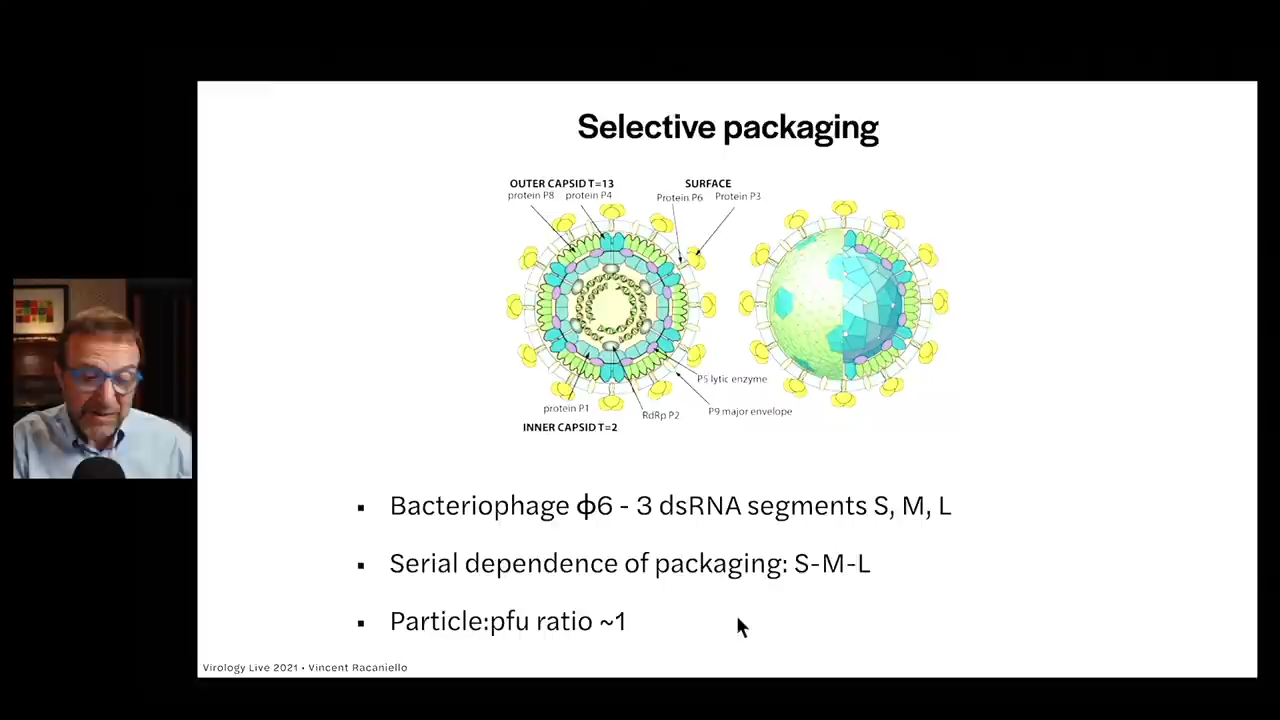 Selective packaging
OUTER CAPSID T=13
protein P8 protein P4
SURFACE
Protein P6 Protein P3
P5 lytic enzyme
P9 major envelope
protein P1
RdRp P2
INNER CAPSID T=2
▪ Bacteriophage ϕ6 - 3 dsRNA segments S, M, L
▪ Serial dependence of packaging: S-M-L
▪ Particle:pfu ratio ~1
Virology Live 2021 • Vincent Racaniello